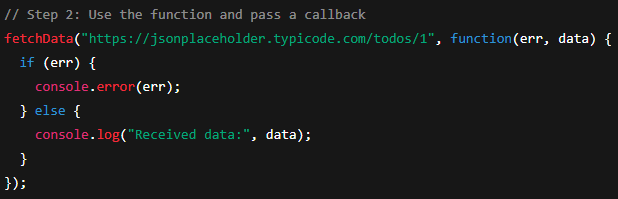 // Step 2: Use the function and pass a callback
fetchData("https://jsonplaceholder.typicode.com/todos/1", function(err, data) {
  if (err) {
    console.error(err);
  } else {
    console.log("Received data:", data);
  }
});